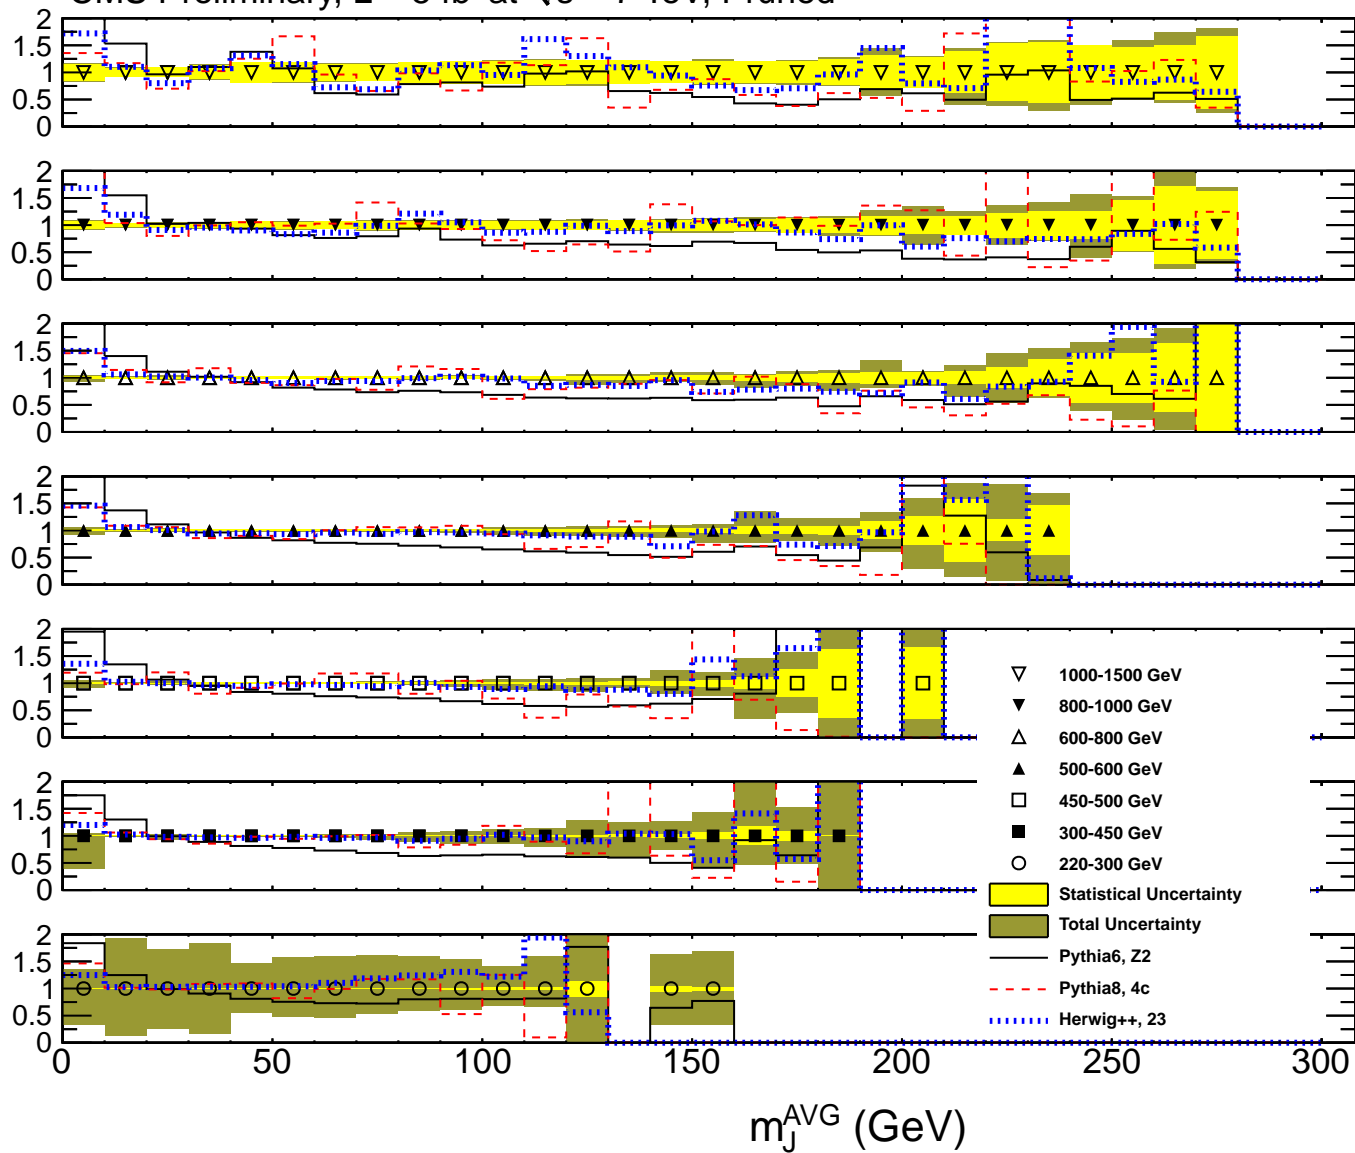 2
1.5
1
0.5
0
2
1.5
1
0.5
0
2
1.5
1
0.5
0
2
1.5
1
0.5
0
2
1.5
1
0.5
0
2
1.5
1
0.5
0
2
1.5
1
0.5
0
1000-1500 GeV
800-1000 GeV
600-800 GeV
500-600 GeV
450-500 GeV
300-450 GeV
220-300 GeV
Statistical Uncertainty
Total Uncertainty
Pythia6, Z2
Pythia8, 4c
Herwig++, 23
0 50 100 150 200 250 300
m_J^AVG (GeV)